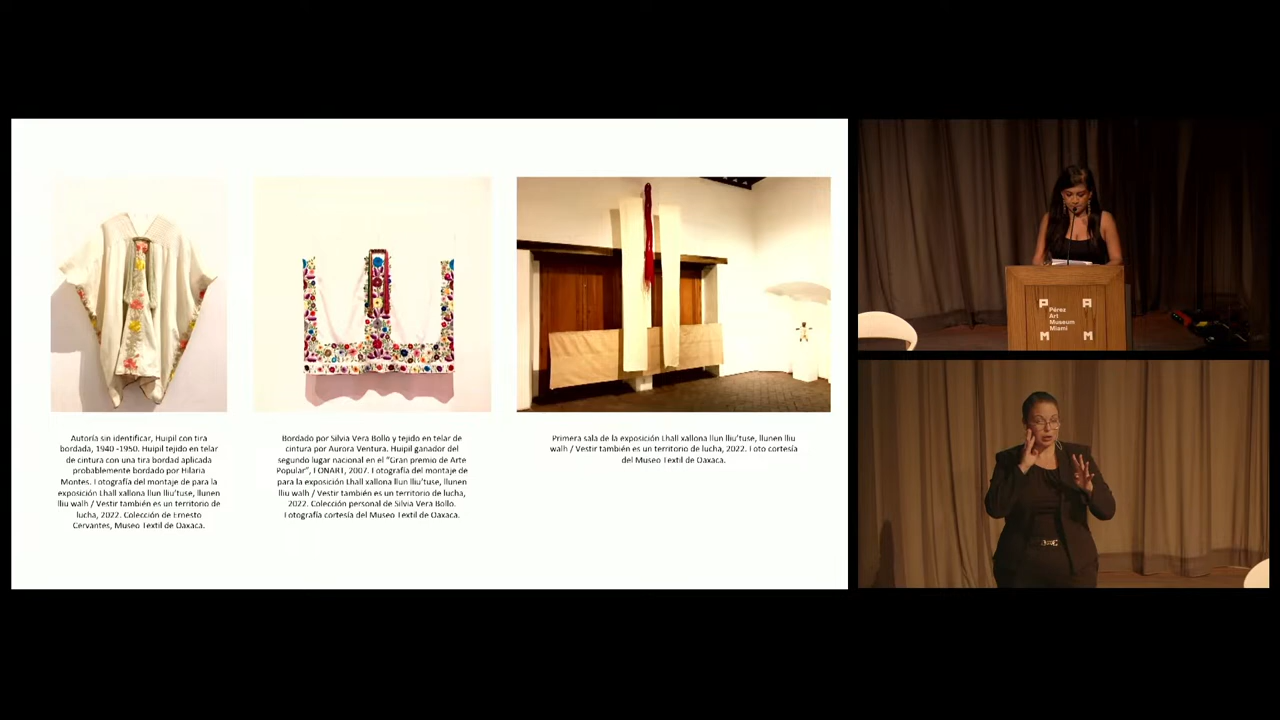 Autoría sin identificar, Huipil con tira
bordada, 1940 -1950. Huipil tejido en telar
de cintura con una tira bordad aplicada
probablemente bordado por Hilaria
Montes. Fotografía del montaje de para la
exposición Lhall xallona llun lliu'tuse, llunen
lliu walh / Vestir también es un territorio de
lucha, 2022. Colección de Ernesto
Cervantes, Museo Textil de Oaxaca.
Bordado por Silvia Vera Bollo y tejido en telar de
cintura por Aurora Ventura. Huipil ganador del
segundo lugar nacional en el "Gran premio de Arte
Popular", FONART, 2007. Fotografía del montaje de
para la exposición Lhall xallona llun lliu'tuse, llunen
lliu walh / Vestir también es un territorio de lucha,
2022. Colección personal de Silvia Vera Bollo.
Fotografía cortesía del Museo Textil de Oaxaca.
Primera sala de la exposición Lhall xallona llun lliu'tuse, llunen lliu
walh / Vestir también es un territorio de lucha, 2022. Foto cortesía
del Museo Textil de Oaxaca.
P A
Pérez
Art
Museum
Miami
M M